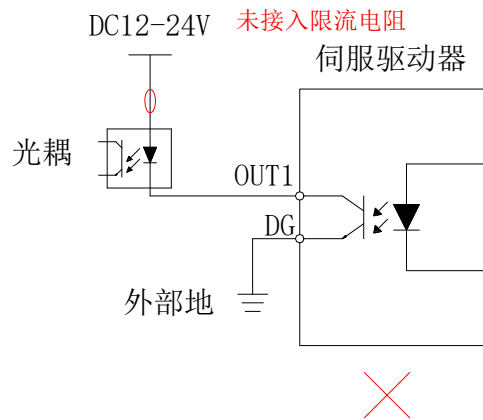 DC12-24V
未接入限流电阻
伺服驱动器
光耦
OUT1
DG
外部地